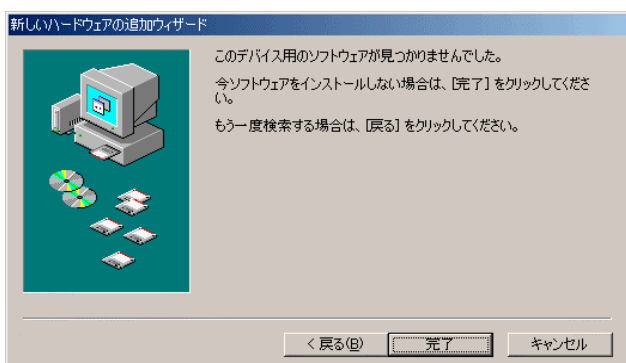 新しいハードウェアの追加ウィザード
このデバイス用のソフトウェアが見つかりませんでした。
今ソフトウェアをインストールしない場合は、[完了] をクリックしてくださ
い。
もう一度検索する場合は、[戻る] をクリックしてください。
< 戻る(B)
完了
キャンセル